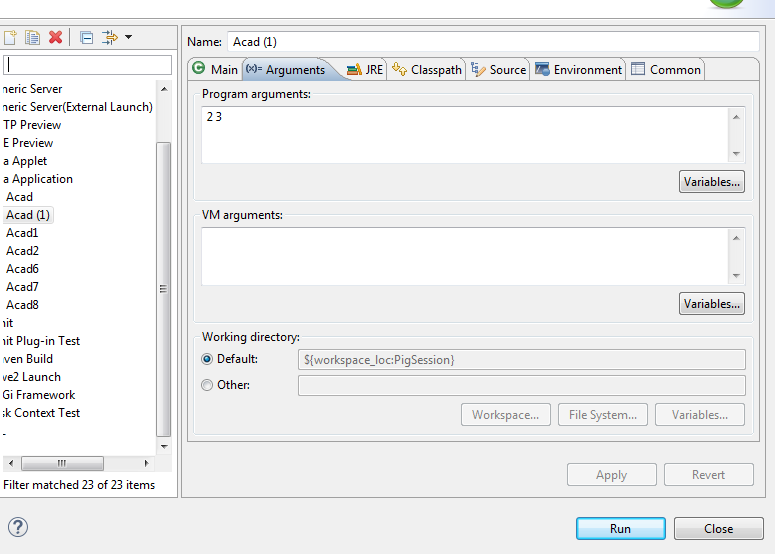 Name: Acad (1)
Main (x)= Arguments JRE Classpath Source Environment Common
Program arguments:
2 3
Variables...
VM arguments:
Variables...
Working directory:
Default: ${workspace_loc:PigSession}
Other:
Workspace... File System... Variables...
Apply Revert
neric Server
neric Server(External Launch)
TP Preview
E Preview
a Applet
a Application
Acad
Acad (1)
Acad1
Acad2
Acad6
Acad7
Acad8
nit
nit Plug-in Test
ven Build
ve2 Launch
Gi Framework
sk Context Test
Filter matched 23 of 23 items
Run Close